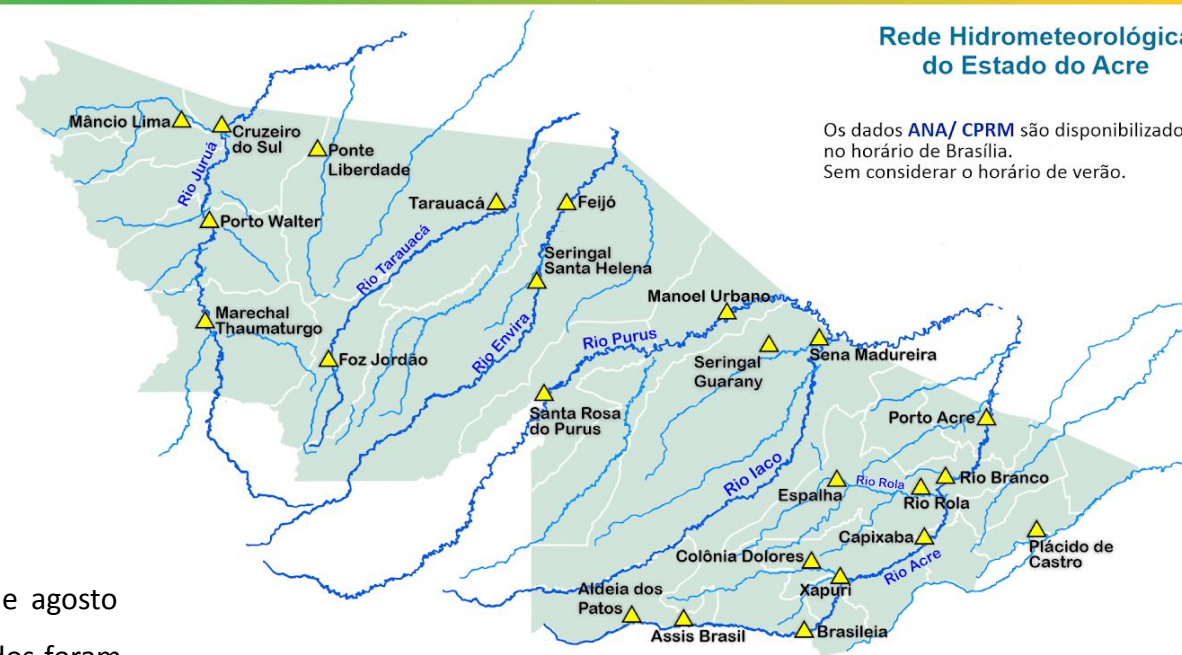 Rede Hidrometeorológica
do Estado do Acre
Os dados ANA/ CPRM são disponibilizado
no horário de Brasília.
Sem considerar o horário de verão.
Mâncio Lima
Cruzeiro
do Sul
Ponte
Liberdade
Rio Juruá
Porto Walter
Tarauacá
Feijó
Rio Tarauacá
Seringal
Santa Helena
Marechal
Thaumaturgo
Foz Jordão
Rio Envira
Manoel Urbano
Rio Purus
Seringal
Guarany
Sena Madureira
Santa Rosa
do Purus
Porto Acre
Rio Iaco
Espalha
Rio Rola
Rio Branco
Rio Rola
Capixaba
Plácido de
Castro
Colônia Dolores
Rio Acre
Xapuri
Aldeia dos
Patos
Assis Brasil
Brasileia
e agosto
dos foram